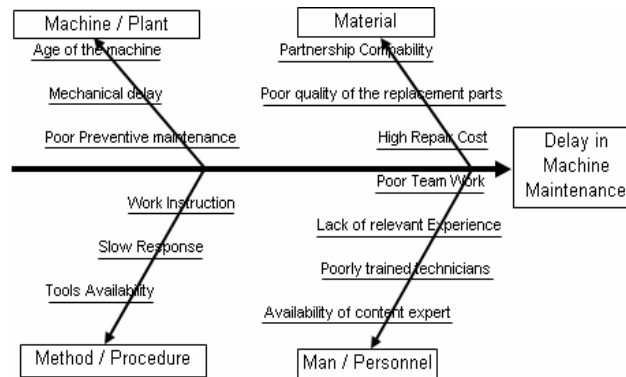 Machine / Plant
Age of the machine
Mechanical delay
Poor Preventive maintenance
Material
Partnership Compability
Poor quality of the replacement parts
High Repair Cost
Delay in
Machine
Maintenance
Work Instruction
Slow Response
Tools Availability
Method / Procedure
Poor Team Work
Lack of relevant Experience
Poorly trained technicians
Availability of content expert
Man / Personnel